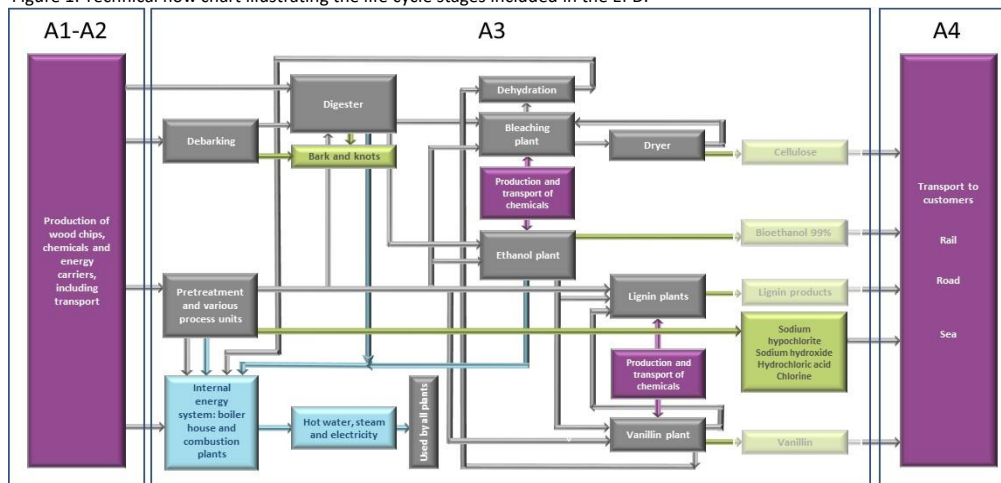 Figure 1: Technical flow chart illustrating the life cycle stages included in the EPD.
A1-A2
A3
A4
Production of
wood chips,
chemicals and
energy
carriers,
including
transport
Debarking
Digester
Bark and knots
Dehydration
Bleaching
plant
Dryer
Cellulose
Production and
transport of
chemicals
Ethanol plant
Bioethanol 99%
Pretreatment
and various
process units
Lignin plants
Lignin products
Sodium
hypochlorite
Sodium hydroxide
Hydrochloric acid
Chlorine
Production and
transport of
chemicals
Internal
energy
system: boiler
house and
combustion
plants
Hot water, steam
and electricity
Used by all plants
Vanillin plant
Vanillin
Transport to
customers
Rail
Road
Sea